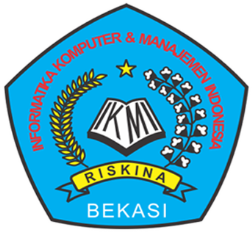 INFORMATIKA KOMPUTER & MANAJEMEN INDONESIA
IKMI
RISKINA
BEKASI